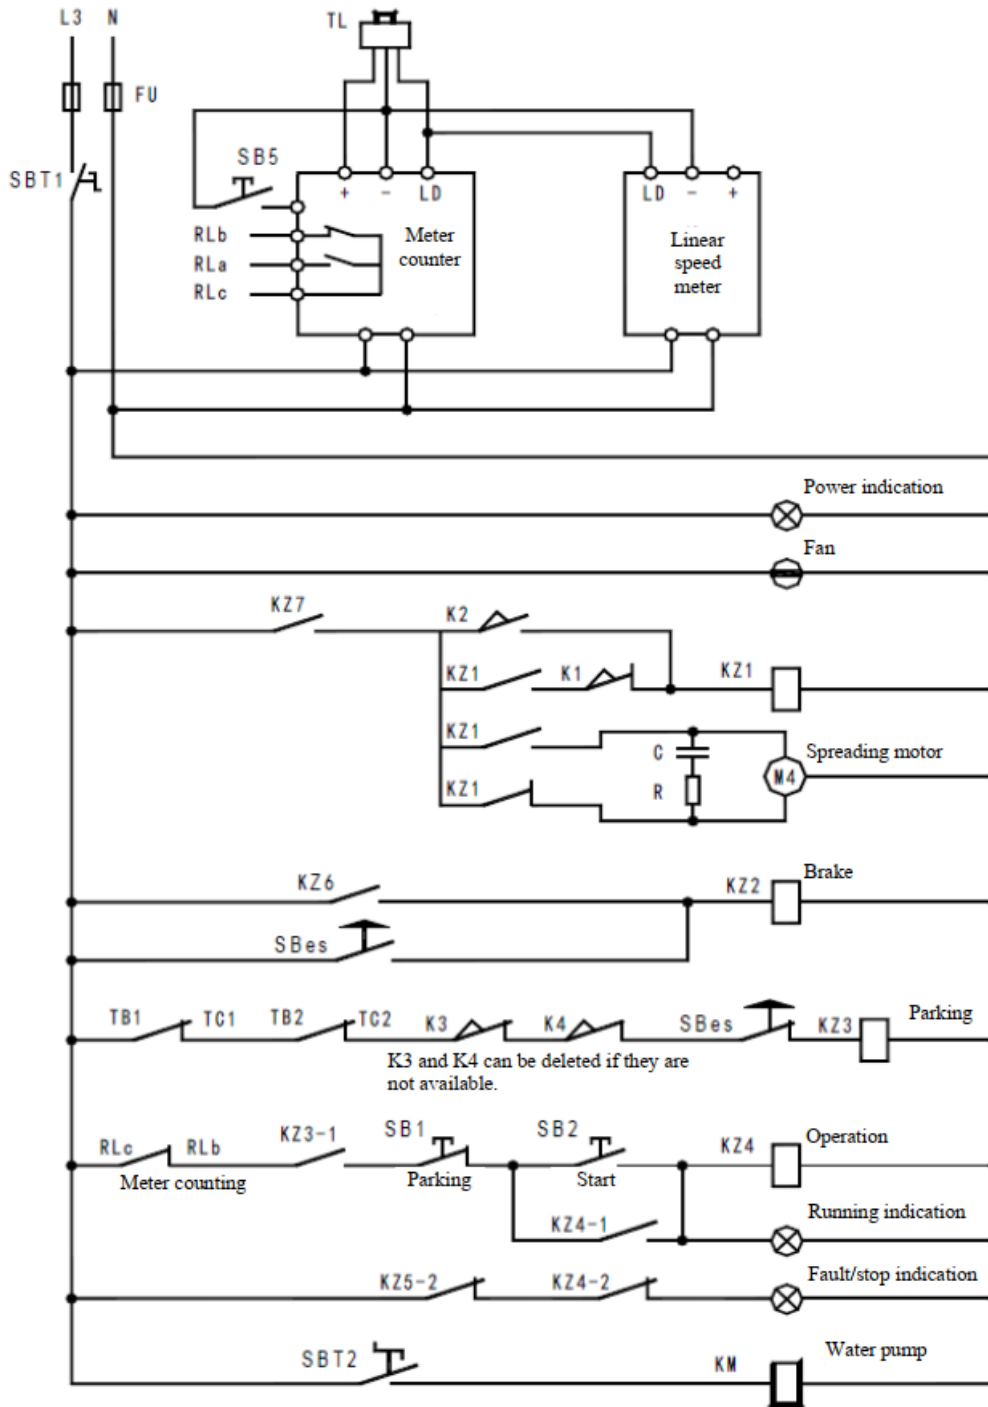 L3 N TL
FU
SB5
SBT1
+ - LD LD - +
RLb
Meter
counter
RLa
RLc
Linear
speed
meter
Power indication
Fan
KZ7 K2
KZ1 K1 KZ1
KZ1 C Spreading motor
M4
KZ1 R
KZ6 KZ2 Brake
SBes
TB1 TC1 TB2 TC2 K3 K4 SBes KZ3 Parking
K3 and K4 can be deleted if they are
not available.
RLc RLb KZ3-1 SB1 SB2 KZ4 Operation
Meter counting Parking Start
KZ4-1 Running indication
KZ5-2 KZ4-2 Fault/stop indication
SBT2 KM Water pump